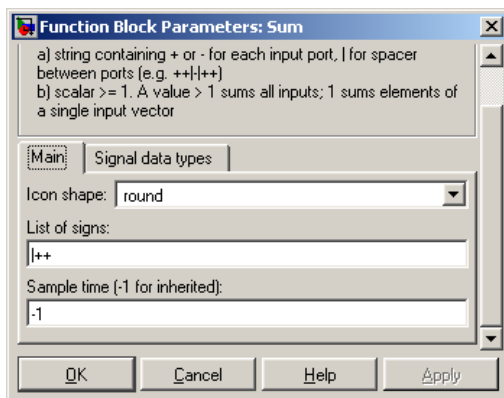 Function Block Parameters: Sum
a) string containing + or - for each input port, | for spacer
between ports (e.g. ++|-|++)
b) scalar >= 1. A value > 1 sums all inputs; 1 sums elements of
a single input vector
Main
Signal data types
Icon shape: round
List of signs:
|++
Sample time (-1 for inherited):
-1
OK
Cancel
Help
Apply